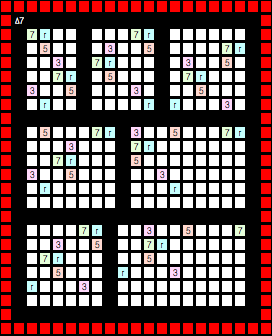 Δ7
7 r 7 r
5 3 5 7 r
3 7 r 3 5
7 r 5 7 r
3 5 3 5
r r r 3
5 7 r 3 5 7 r
3 7 r
7 r 5
3 5 3
r r
7 r 3 5 7
3 5 7 r
7 r 5
5 r 3
r 3